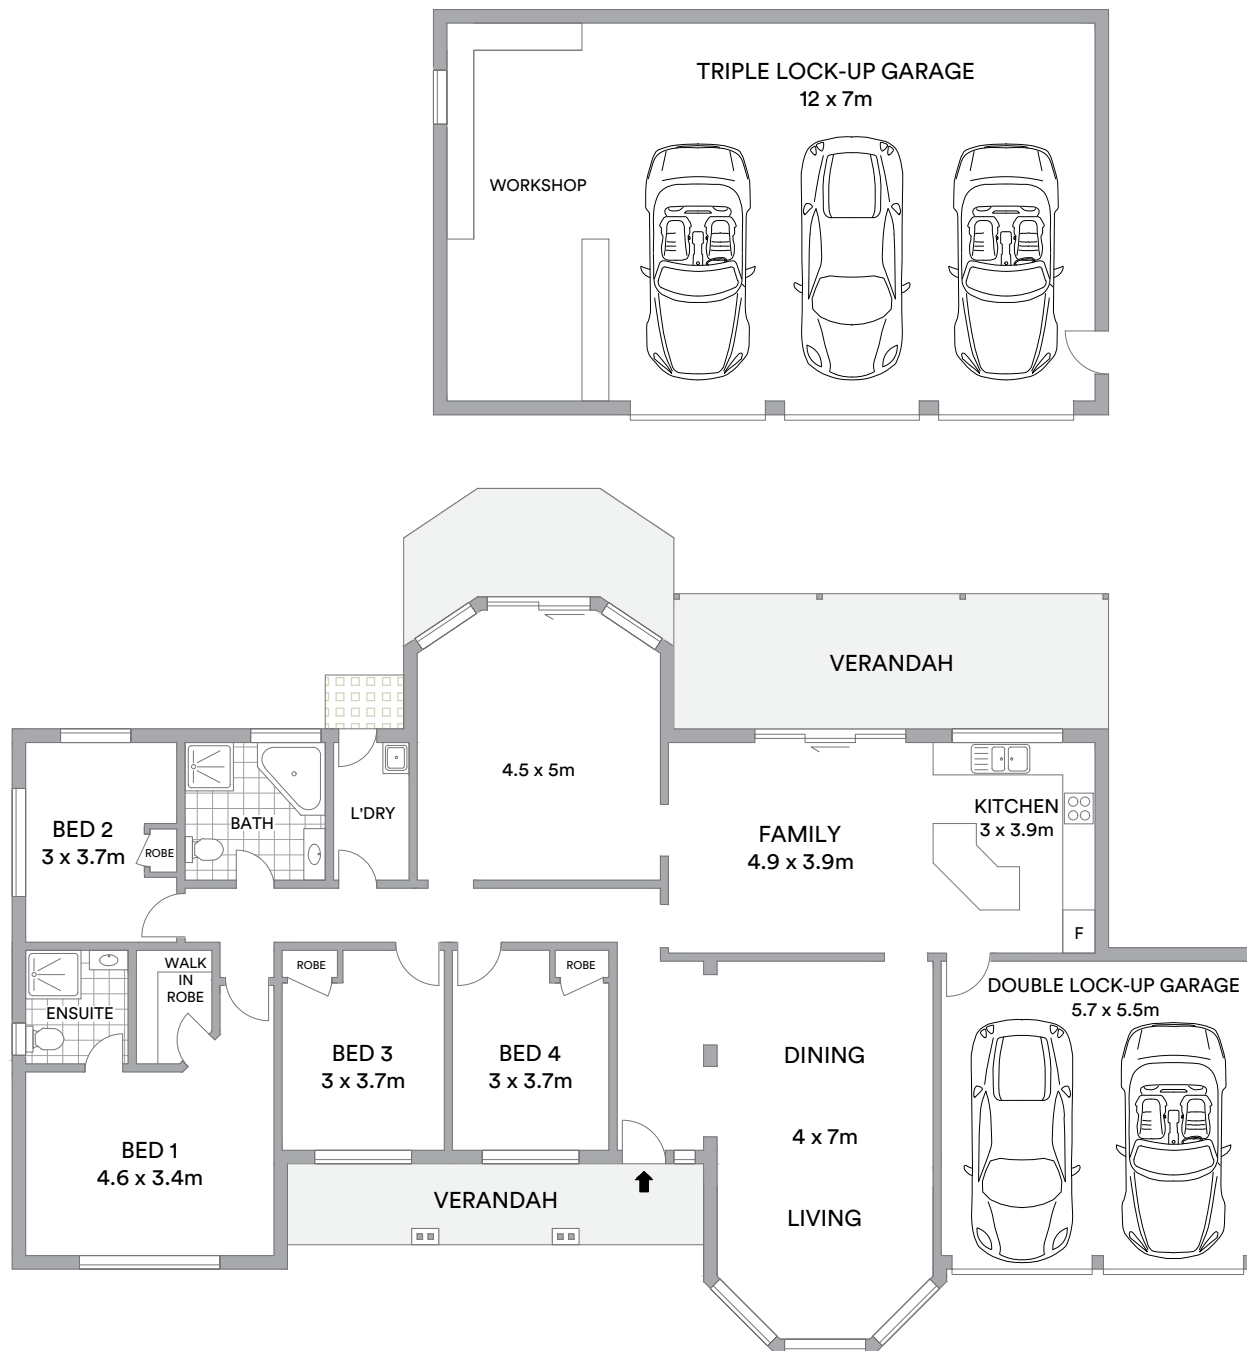 TRIPLE LOCK-UP GARAGE
12 x 7m
WORKSHOP
VERANDAH
4.5 x 5m
BED 2
3 x 3.7m
ROBE
BATH
L'DRY
FAMILY
4.9 x 3.9m
KITCHEN
3 x 3.9m
F
WALK
IN
ROBE
ENSUITE
ROBE
ROBE
DOUBLE LOCK-UP GARAGE
5.7 x 5.5m
BED 3
3 x 3.7m
BED 4
3 x 3.7m
DINING
4 x 7m
LIVING
BED 1
4.6 x 3.4m
VERANDAH